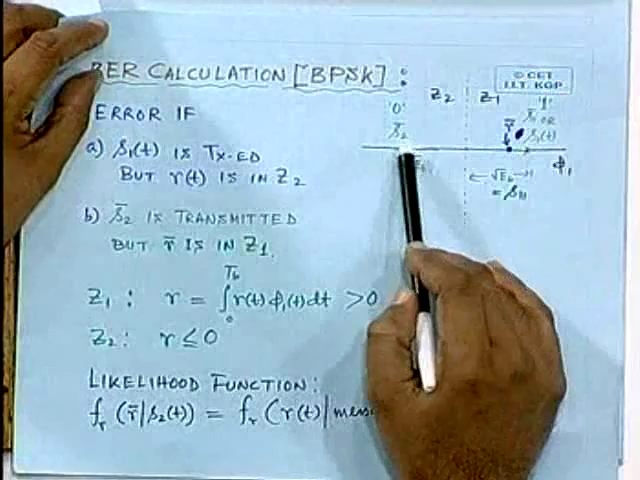 BER CALCULATION [BPSK] :
© CET
I.I.T. KGP
ERROR IF
a) s₁(t) IS Tx-ED
BUT r(t) IS IN Z₂
b) s̄₂ IS TRANSMITTED
BUT r̄ IS IN Z₁.
Z₁ : r = ∫₀^Tb r(t) ϕ₁(t) dt > 0
Z₂ : r ≤ 0
LIKELIHOOD FUNCTION :
fᵣ (r̄ | s₂(t)) = fᵣ (r(t) | mess
Z₂ Z₁
'0' '1'
s̄₂ r̄ s̄₁ OR
s₁(t)
ϕ₁
← √E_b →
= s₁₁